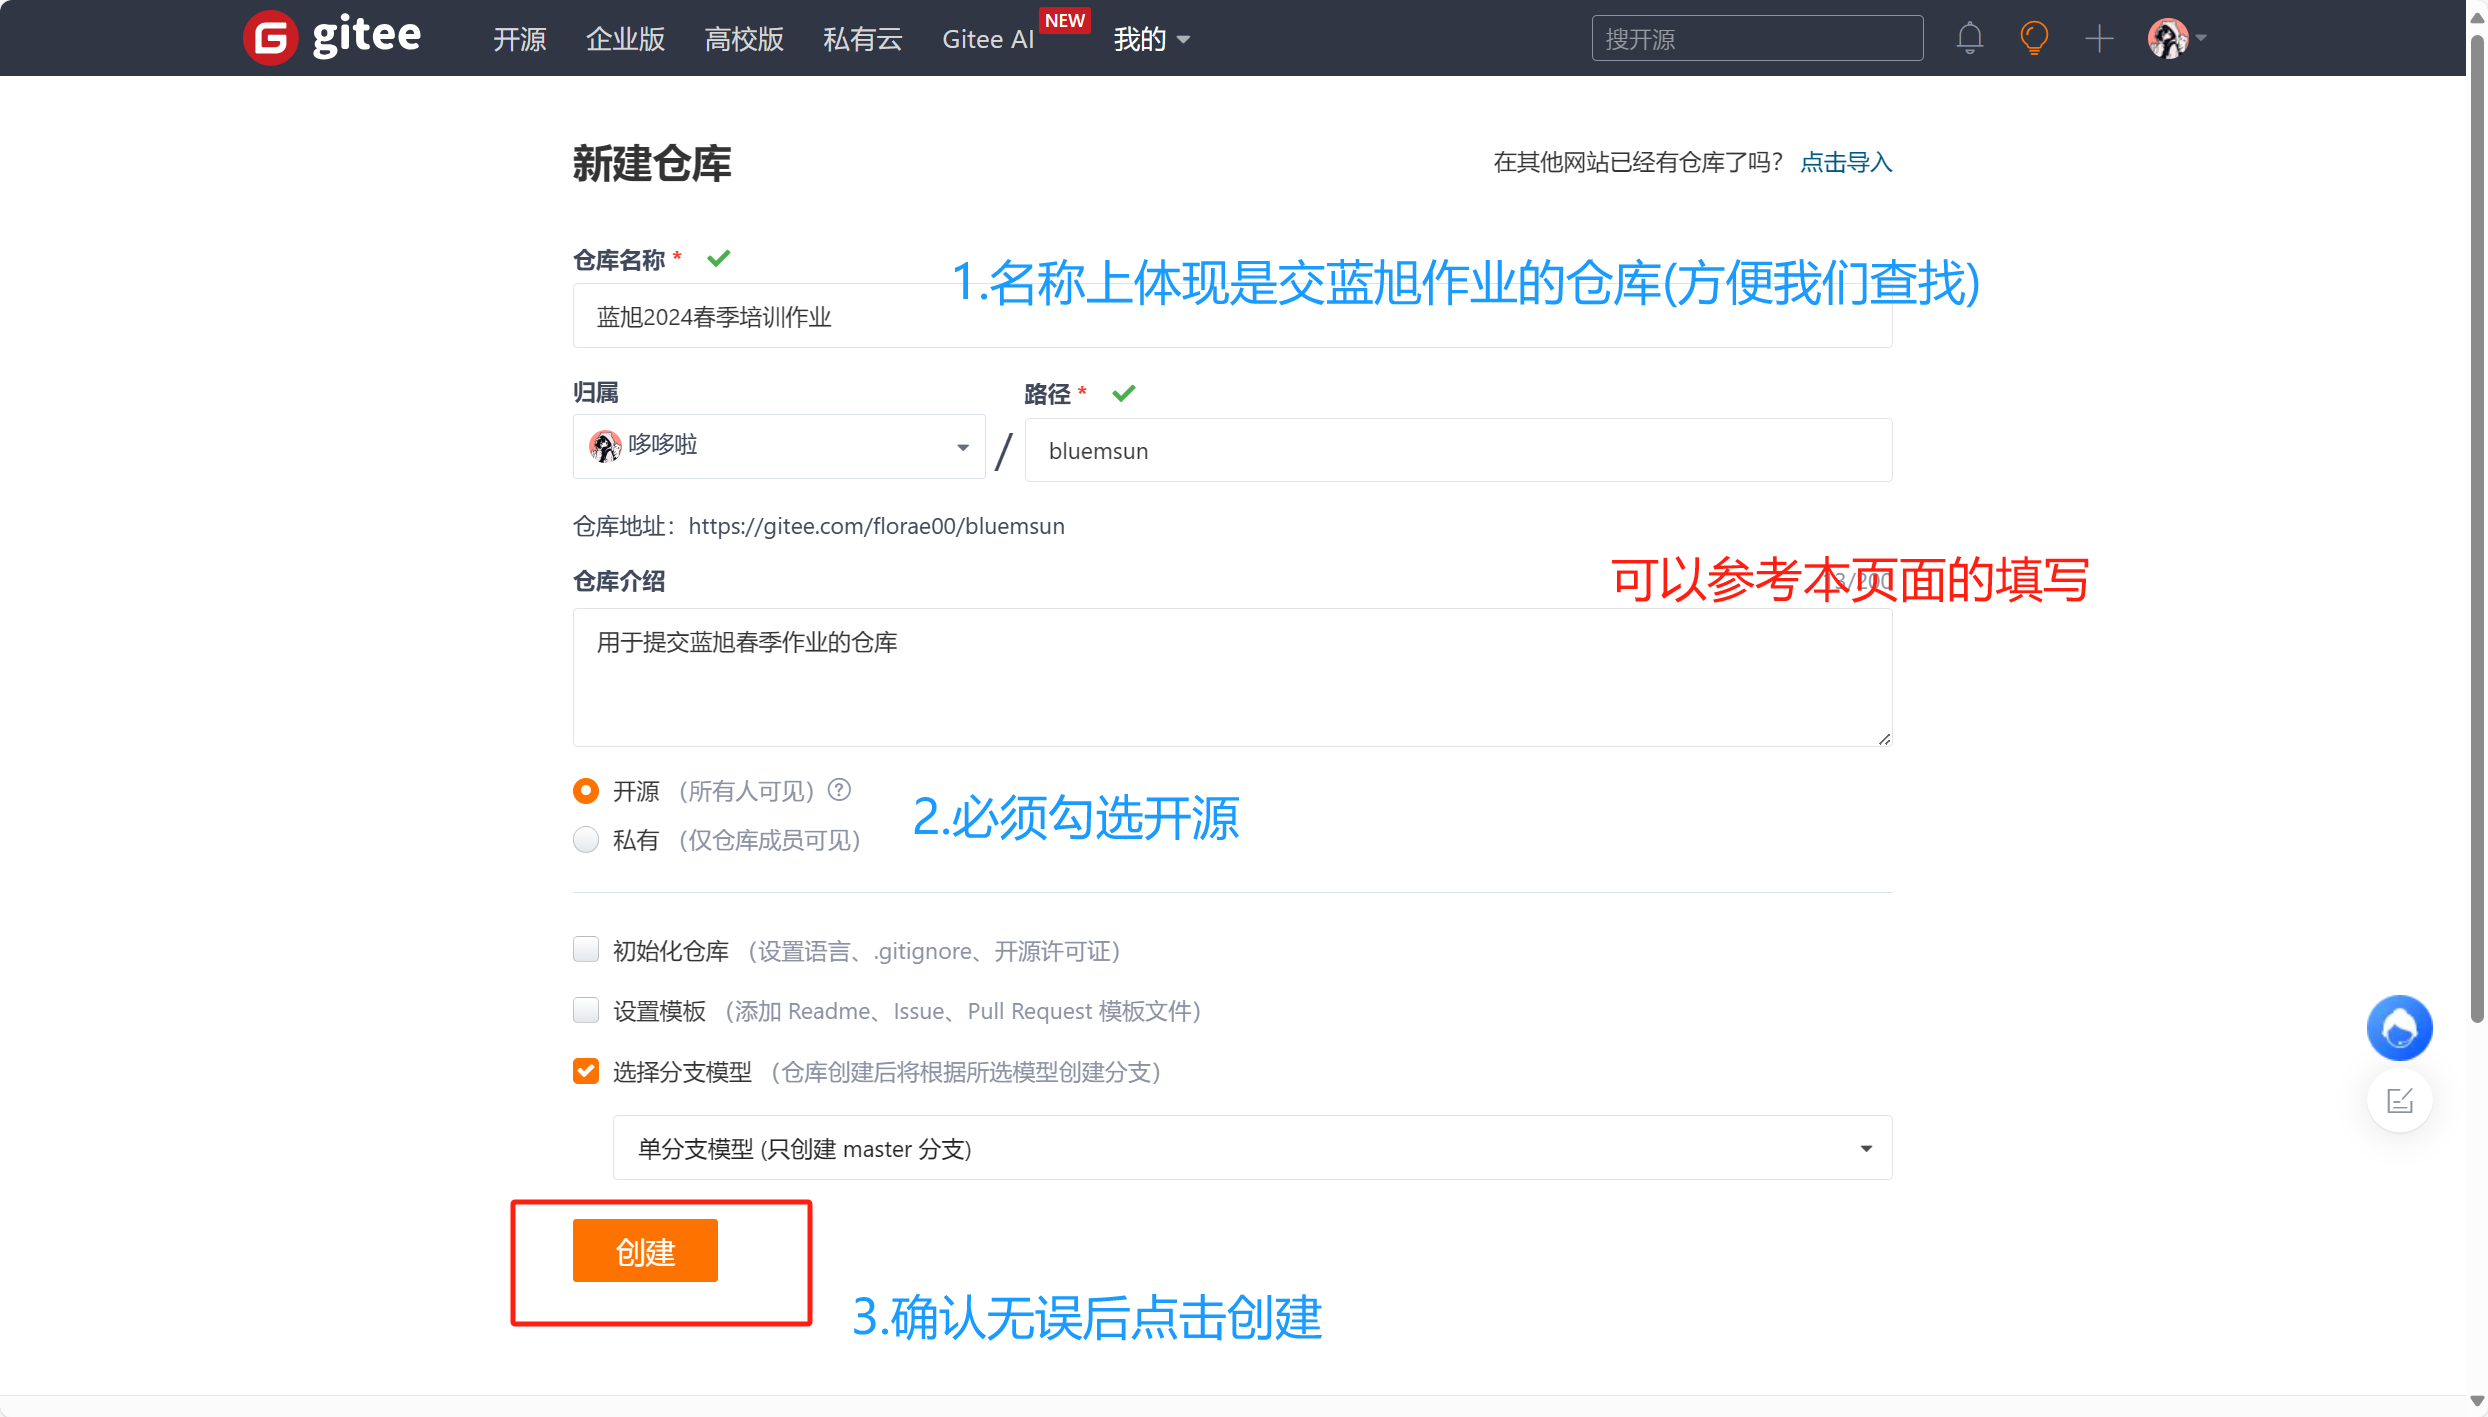 gitee 开源 企业版 高校版 私有云 Gitee AI NEW 我的 搜开源
新建仓库 在其他网站已经有仓库了吗？ 点击导入
仓库名称 *
1.名称上体现是交蓝旭作业的仓库(方便我们查找)
蓝旭2024春季培训作业
归属 路径 *
哆哆啦 / bluemsun
仓库地址：https://gitee.com/florae00/bluemsun
可以参考本页面的填写
仓库介绍 /200
用于提交蓝旭春季作业的仓库
开源 （所有人可见） ?
2.必须勾选开源
私有 （仅仓库成员可见）
初始化仓库 （设置语言、.gitignore、开源许可证）
设置模板 （添加 Readme、Issue、Pull Request 模板文件）
选择分支模型 （仓库创建后将根据所选模型创建分支）
单分支模型 (只创建 master 分支)
创建
3.确认无误后点击创建